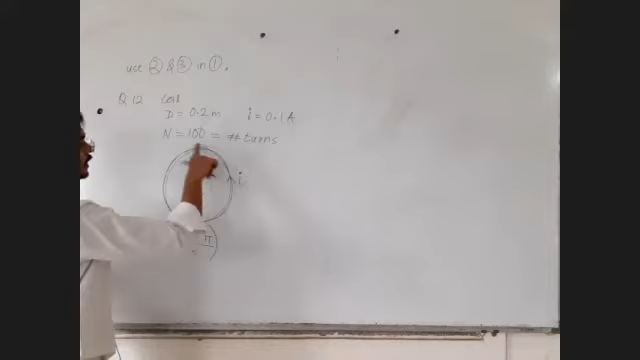 use ② & ③ in ①.
Q 12 coil
D = 0.2 m i = 0.1 A
N = 100 = # turns
i
π